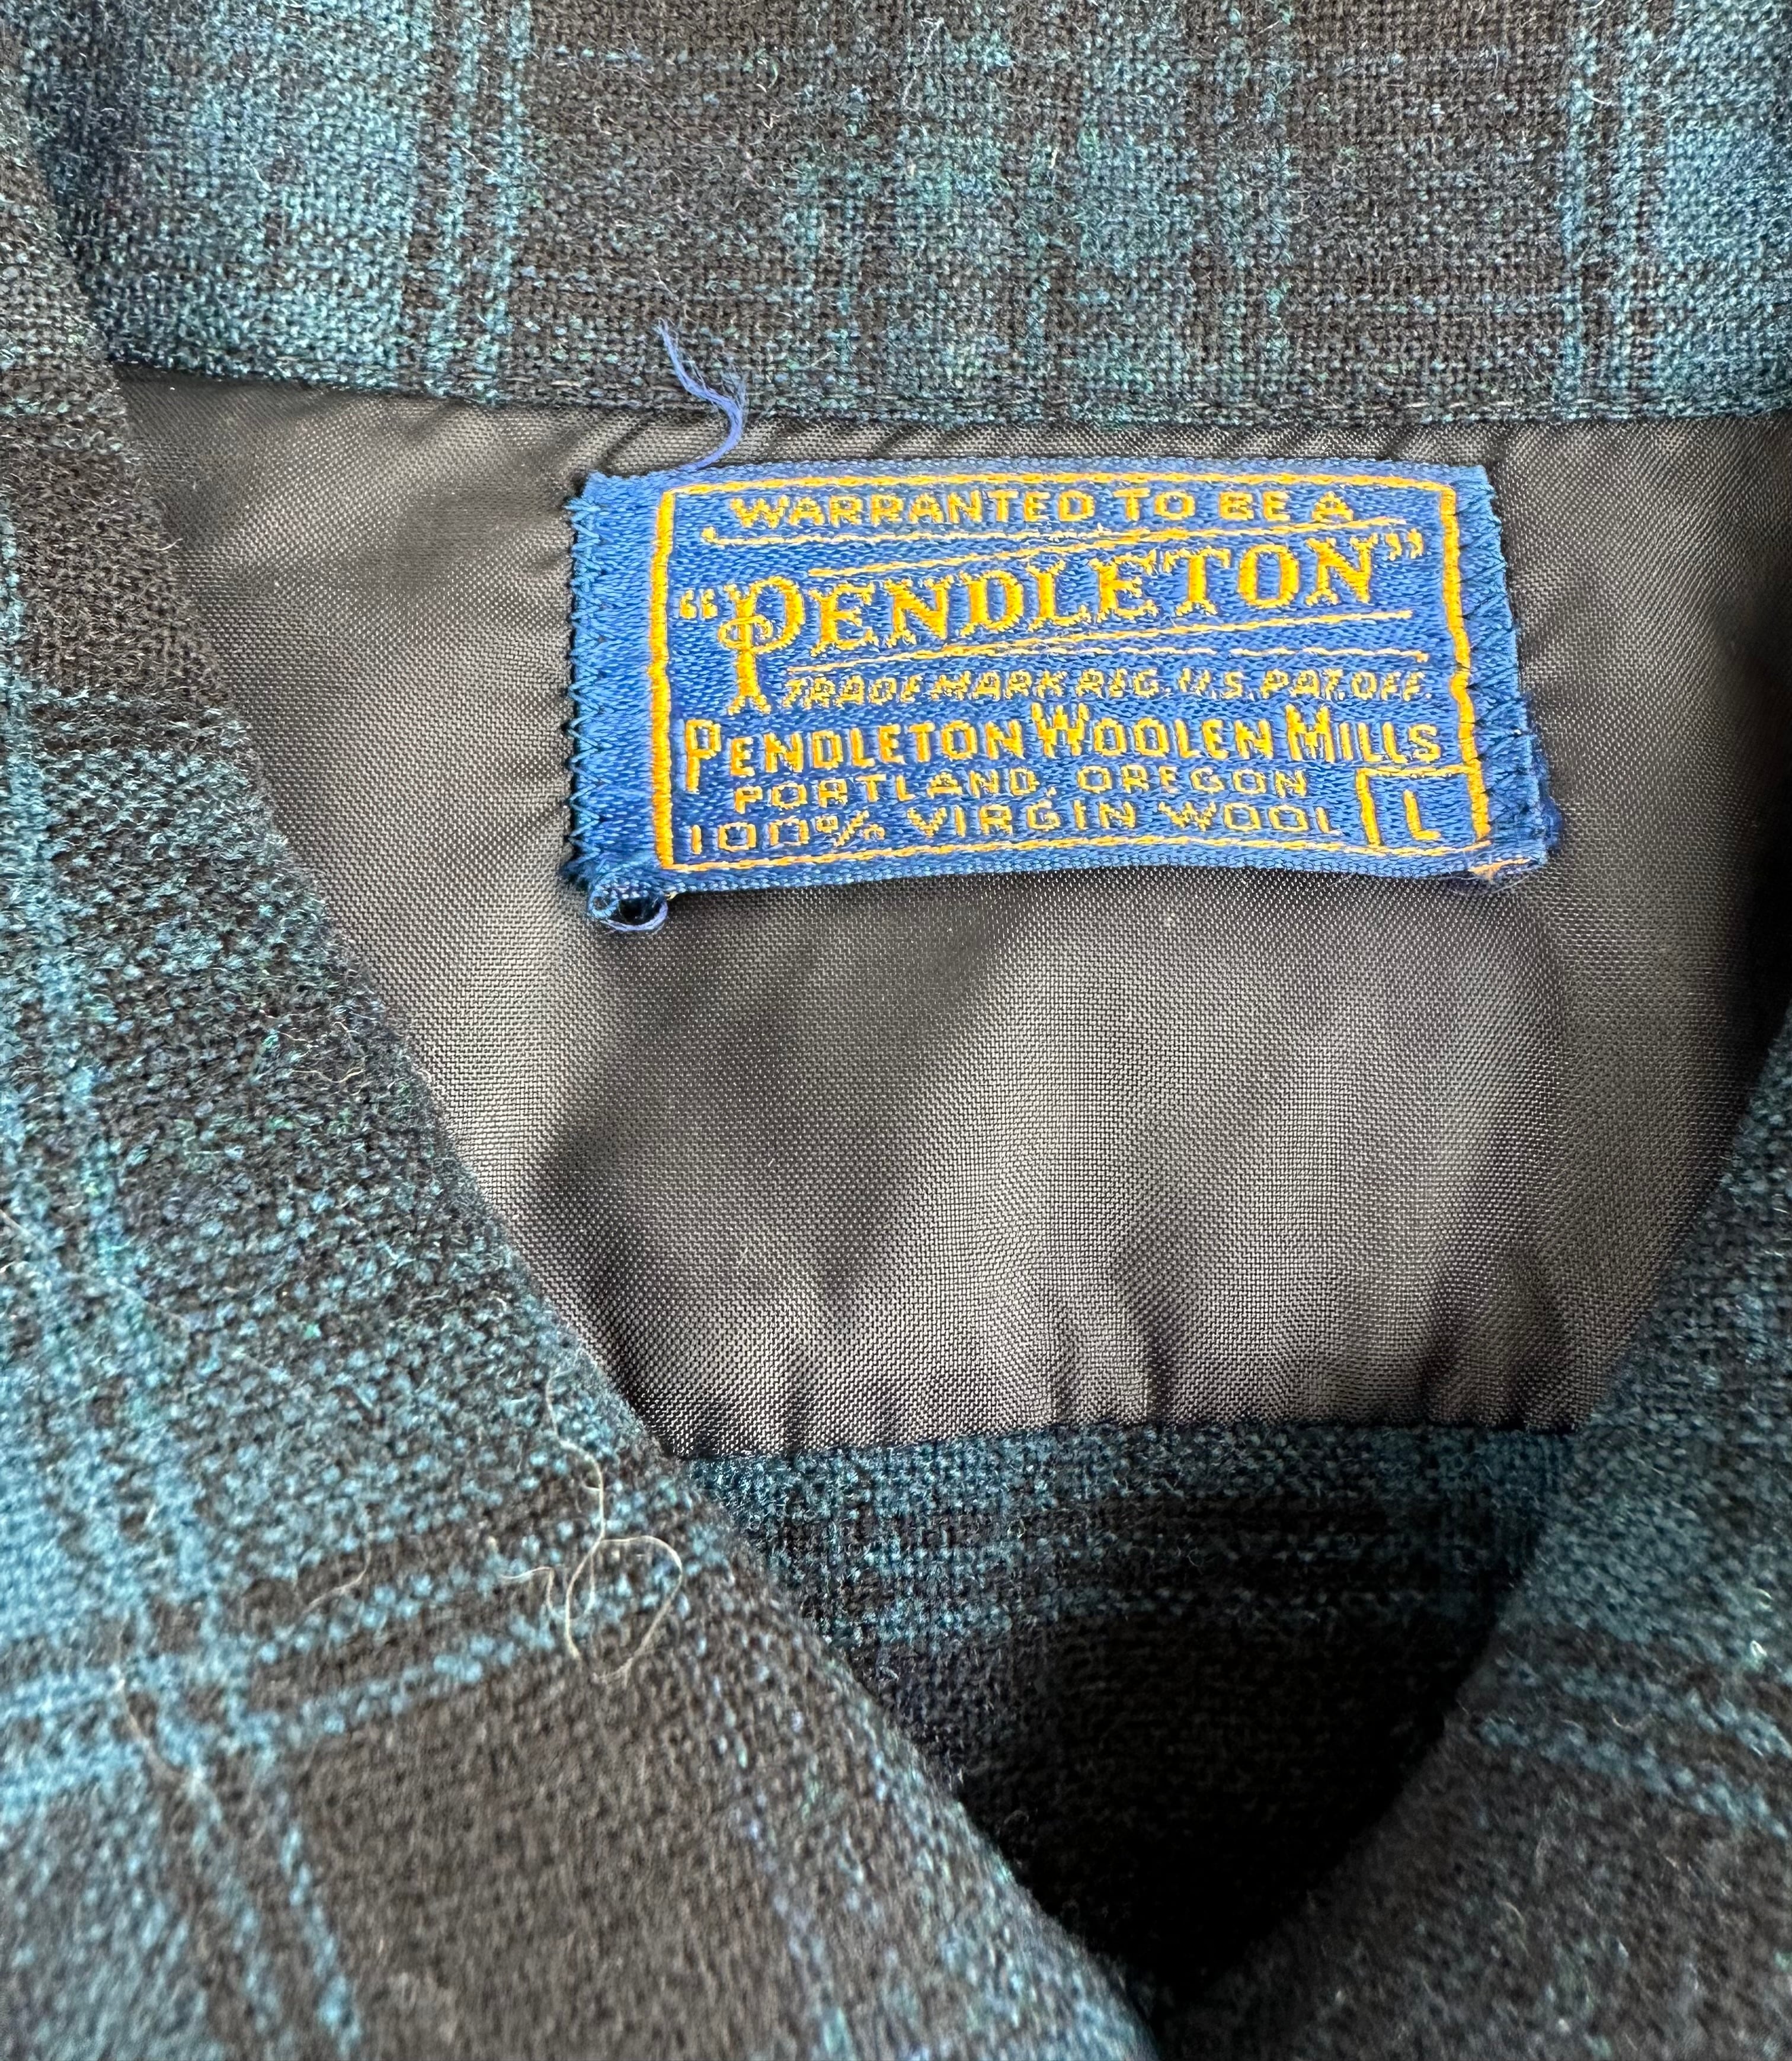 WARRANTED TO BE A
"PENDLETON"
TRADE MARK REG. U.S. PAT. OFF.
PENDLETON WOOLEN MILLS
PORTLAND, OREGON
100% VIRGIN WOOL L